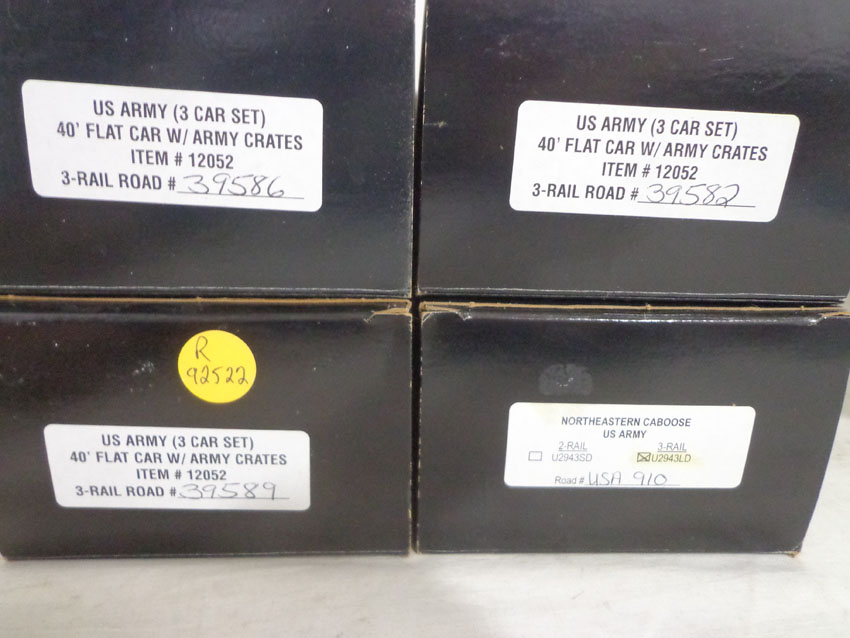 US ARMY (3 CAR SET)
40' FLAT CAR W/ ARMY CRATES
ITEM # 12052
3-RAIL ROAD # 39586
US ARMY (3 CAR SET)
40' FLAT CAR W/ ARMY CRATES
ITEM # 12052
3-RAIL ROAD # 39582
R
92522
US ARMY (3 CAR SET)
40' FLAT CAR W/ ARMY CRATES
ITEM # 12052
3-RAIL ROAD # 39589
NORTHEASTERN CABOOSE
US ARMY
2-RAIL 3-RAIL
U2943SD U2943LD
Road # USA 910